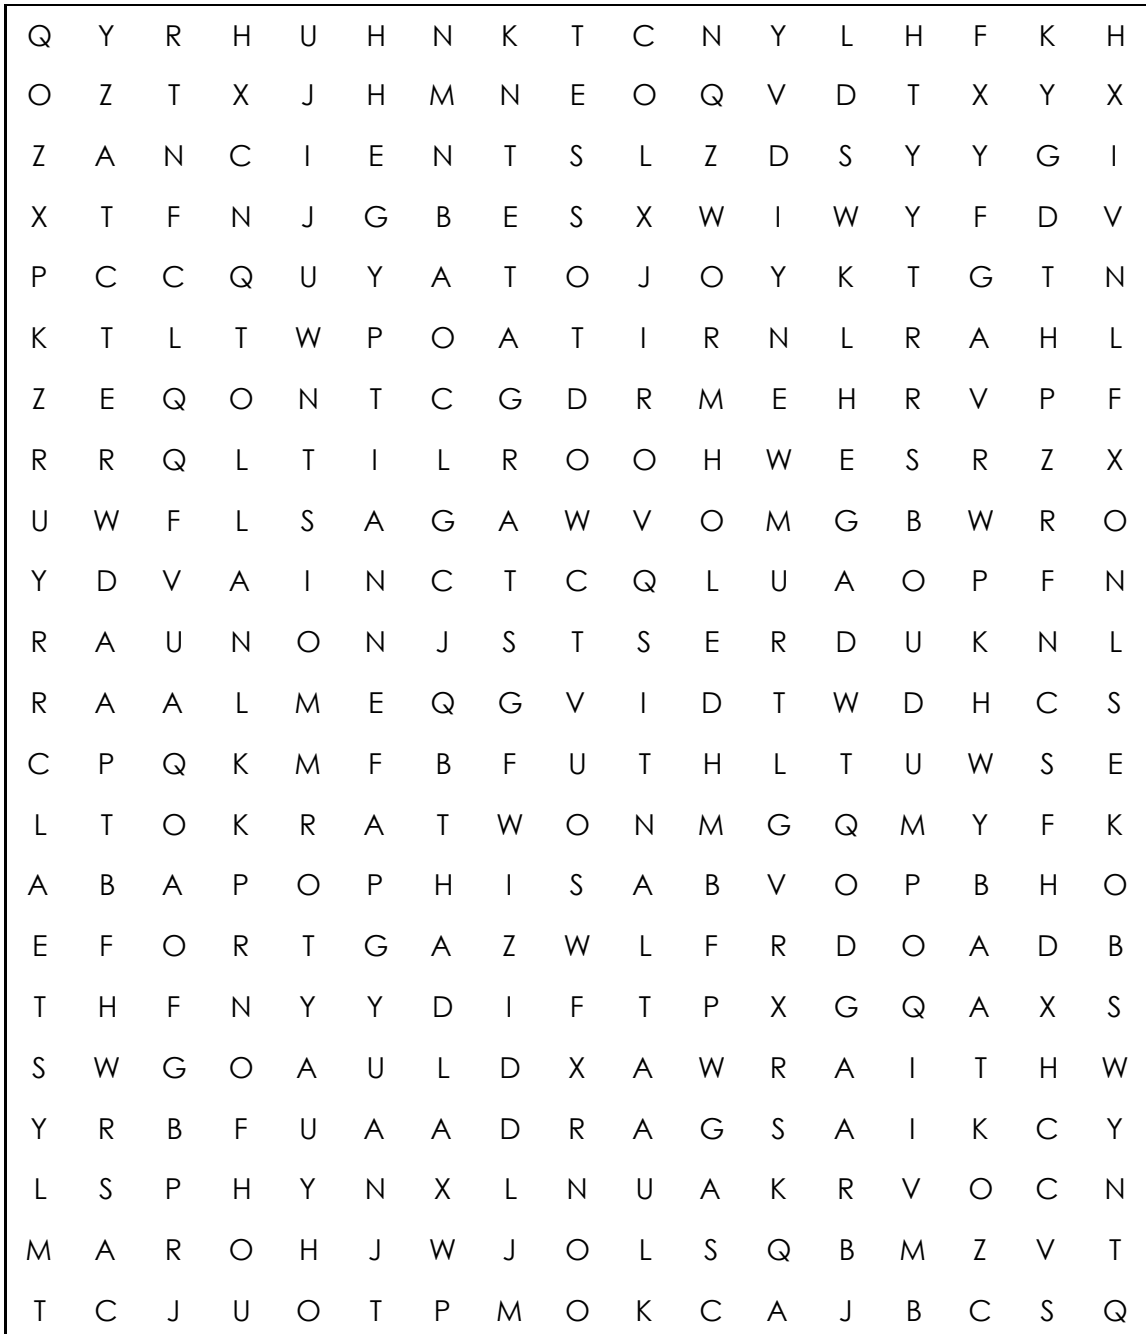 Q Y R H U H N K T C N Y L H F K H
O Z T X J H M N E O Q V D T X Y X
Z A N C I E N T S L Z D S Y Y G I
X T F N J G B E S X W I W Y F D V
P C C Q U Y A T O J O Y K T G T N
K T L T W P O A T I R N L R A H L
Z E Q O N T C G D R M E H R V P F
R R Q L T I L R O O H W E S R Z X
U W F L S A G A W V O M G B W R O
Y D V A I N C T C Q L U A O P F N
R A U N O N J S T S E R D U K N L
R A A L M E Q G V I D T W D H C S
C P Q K M F B F U T H L T U W S E
L T O K R A T W O N M G Q M Y F K
A B A P O P H I S A B V O P B H O
E F O R T G A Z W L F R D O A D B
T H F N Y Y D I F T P X G Q A X S
S W G O A U L D X A W R A I T H W
Y R B F U A A D R A G S A I K C Y
L S P H Y N X L N U A K R V O C N
M A R O H J W J O L S Q B M Z V T
T C J U O T P M O K C A J B C S Q